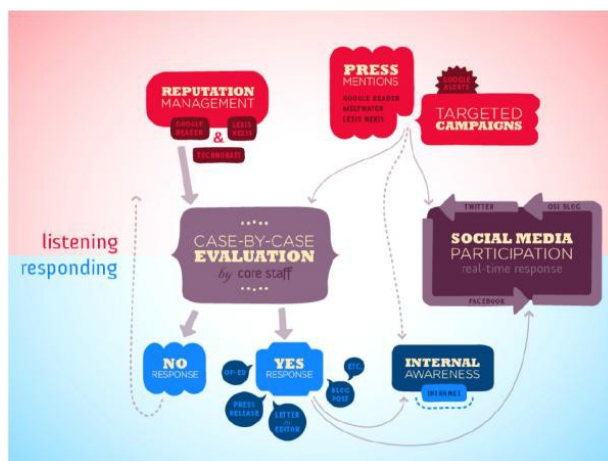 REPUTATION
MANAGEMENT
GOOGLE
READER
LEXIS
NEXIS
&
TECHNORATI
PRESS
MENTIONS
GOOGLE READER
MELTWATER
LEXIS NEXIS
GOOGLE
ALERTS
TARGETED
CAMPAIGNS
listening
responding
CASE-BY-CASE
EVALUATION
by core staff
TWITTER
OSI BLOG
SOCIAL MEDIA
PARTICIPATION
real-time response
FACEBOOK
NO
RESPONSE
YES
RESPONSE
OP-ED
PRESS
RELEASE
LETTER
to
EDITOR
BLOG
POST
ETC.
INTERNAL
AWARENESS
INTRANET